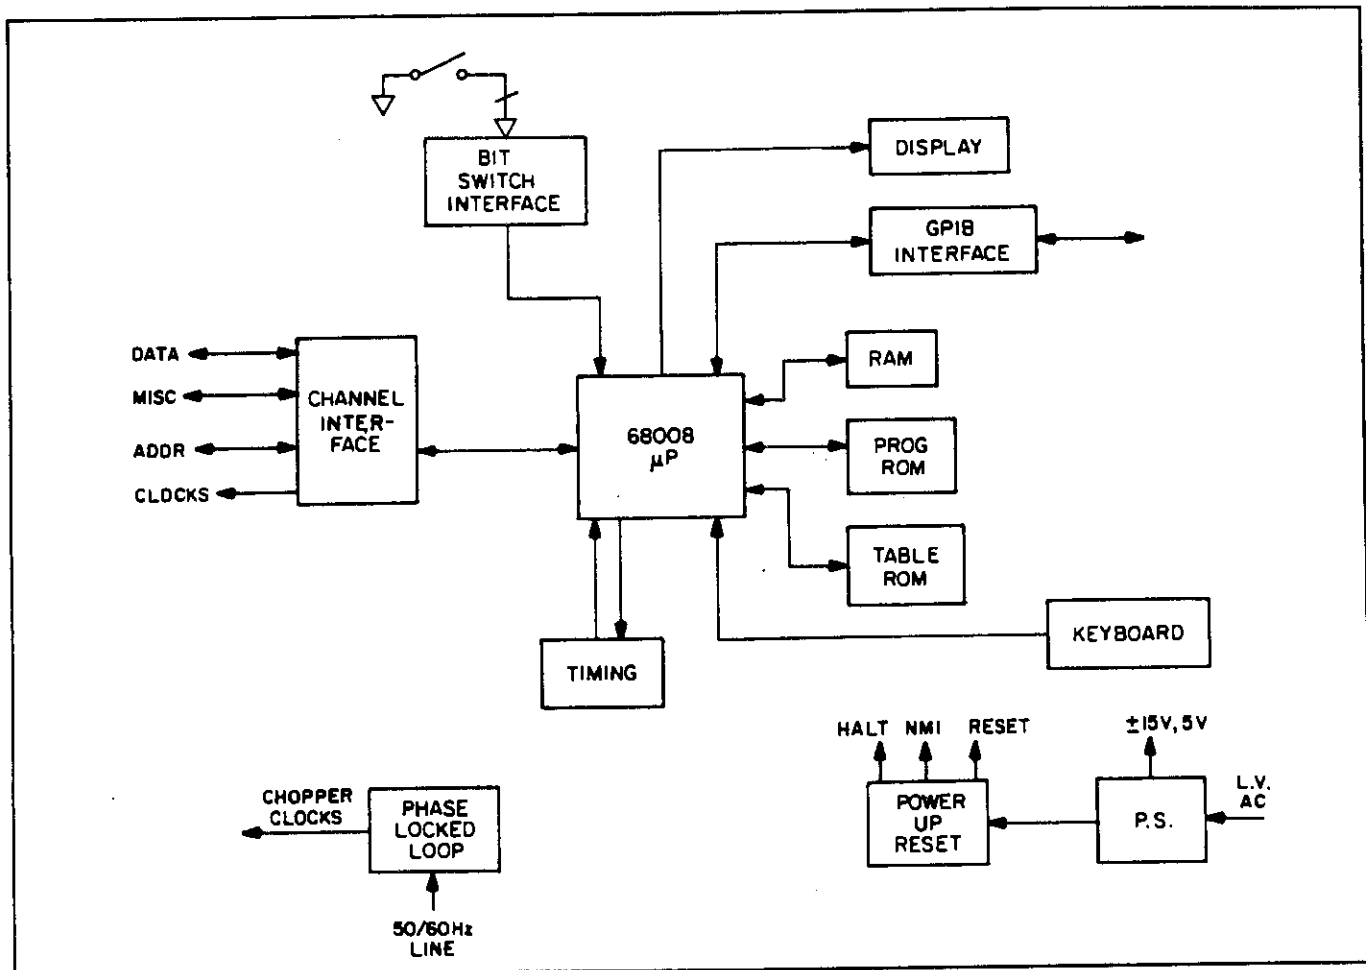 BIT
SWITCH
INTERFACE
DISPLAY
GPIB
INTERFACE
DATA
MISC
ADDR
CLOCKS
CHANNEL
INTER-
FACE
68008
μP
RAM
PROG
ROM
TABLE
ROM
KEYBOARD
TIMING
HALT NMI RESET
±15V, 5V
L.V.
AC
POWER
UP
RESET
P.S.
CHOPPER
CLOCKS
PHASE
LOCKED
LOOP
50/60Hz
LINE